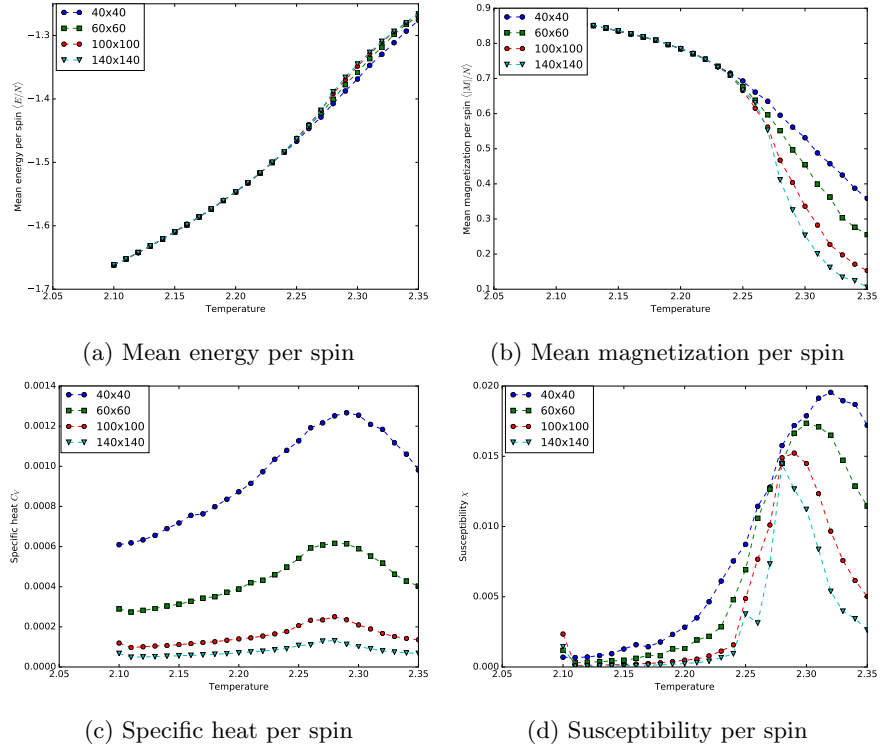 40x40
60x60
100x100
140x140
Mean energy per spin ⟨E/N⟩
−1.3
−1.4
−1.5
−1.6
−1.7
2.05 2.10 2.15 2.20 2.25 2.30 2.35
Temperature
(a) Mean energy per spin
40x40
60x60
100x100
140x140
Mean magnetization per spin ⟨|M|/N⟩
0.9
0.8
0.7
0.6
0.5
0.4
0.3
0.2
0.1
2.05 2.10 2.15 2.20 2.25 2.30 2.35
Temperature
(b) Mean magnetization per spin
40x40
60x60
100x100
140x140
Specific heat C_V
0.0014
0.0012
0.0010
0.0008
0.0006
0.0004
0.0002
0.0000
2.05 2.10 2.15 2.20 2.25 2.30 2.35
Temperature
(c) Specific heat per spin
40x40
60x60
100x100
140x140
Susceptibility χ
0.020
0.015
0.010
0.005
0.000
2.05 2.10 2.15 2.20 2.25 2.30 2.35
Temperature
(d) Susceptibility per spin